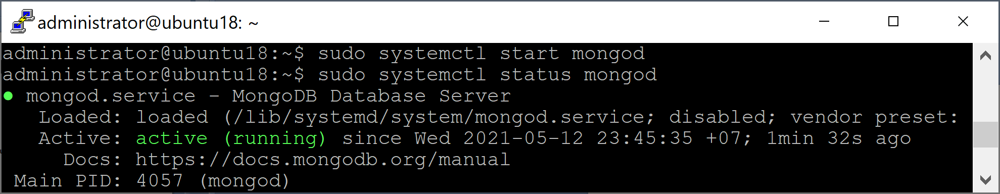 administrator@ubuntu18: ~
administrator@ubuntu18:~$ sudo systemctl start mongod
administrator@ubuntu18:~$ sudo systemctl status mongod
● mongod.service - MongoDB Database Server
Loaded: loaded (/lib/systemd/system/mongod.service; disabled; vendor preset:
Active: active (running) since Wed 2021-05-12 23:45:35 +07; 1min 32s ago
Docs: https://docs.mongodb.org/manual
Main PID: 4057 (mongod)